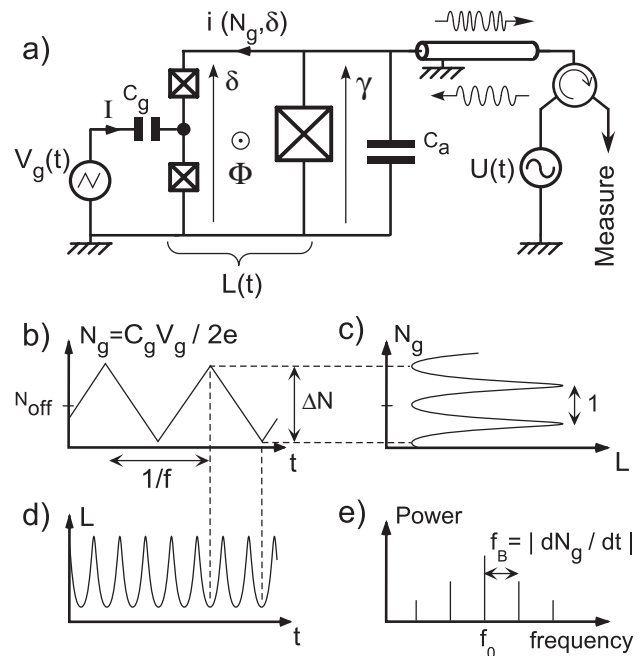 a)
i (N_g,δ)
C_g
I
V_g(t)
δ
Φ
γ
C_a
U(t)
Measure
L(t)
b)
N_g=C_gV_g / 2e
N_off
ΔN
1/f
t
c)
N_g
1
L
d)
L
t
e)
Power
f_B = | dN_g / dt |
f_0
frequency